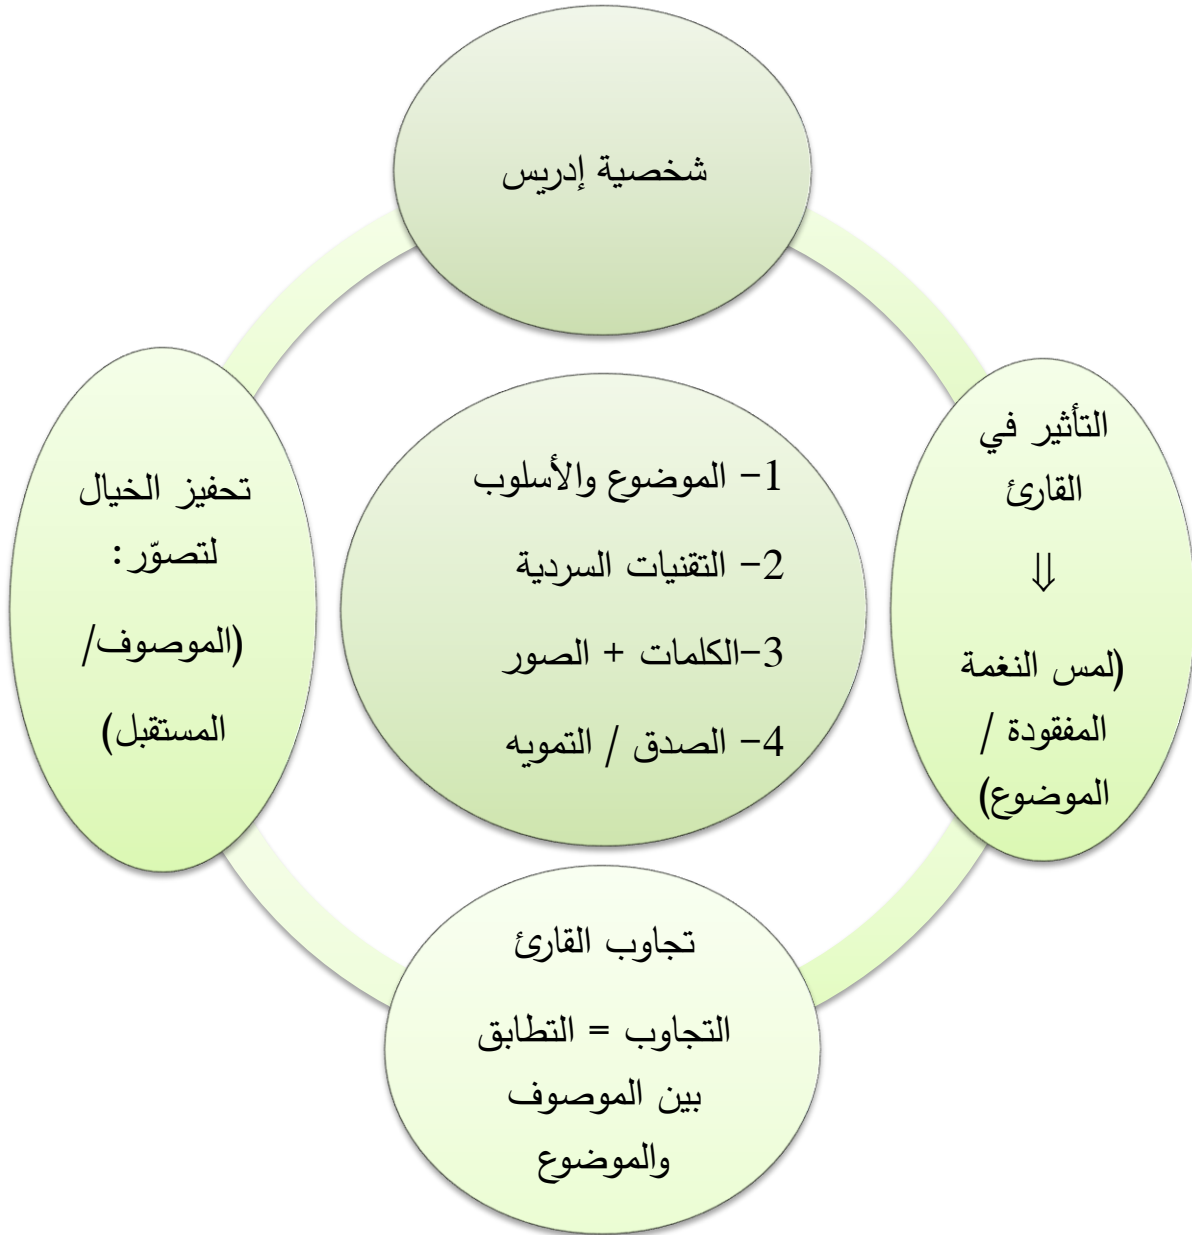 شخصية إدريس
التأثير في
القارئ
⇓
(لمس النغمة
المفقودة /
الموضوع)
تجاوب القارئ
التجاوب = التطابق
بين الموصوف
والموضوع
تحفيز الخيال
لتصوّر:
(الموصوف/
المستقبل)
1- الموضوع والأسلوب
2- التقنيات السردية
3-الكلمات + الصور
4- الصدق / التمويه